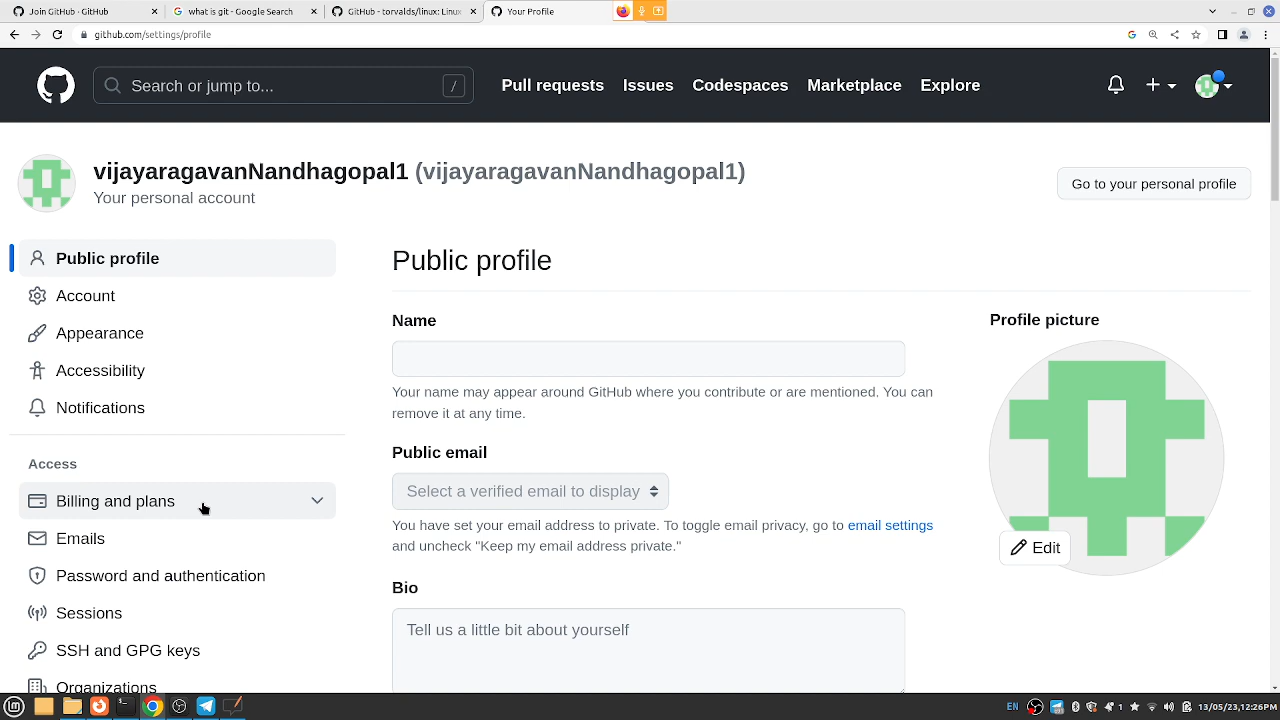 Join GitHub · GitHub
what is git - Google Search
GitHub - torvalds/linux: Linux
Your Profile
github.com/settings/profile
Search or jump to...
/
Pull requests
Issues
Codespaces
Marketplace
Explore
vijayaragavanNandhagopal1 (vijayaragavanNandhagopal1)
Your personal account
Go to your personal profile
Public profile
Account
Appearance
Accessibility
Notifications
Access
Billing and plans
Emails
Password and authentication
Sessions
SSH and GPG keys
Organizations
Public profile
Name
Your name may appear around GitHub where you contribute or are mentioned. You can
remove it at any time.
Public email
Select a verified email to display
You have set your email address to private. To toggle email privacy, go to email settings
and uncheck "Keep my email address private."
Bio
Tell us a little bit about yourself
Profile picture
Edit
EN
1
13/05/23,12:26PM